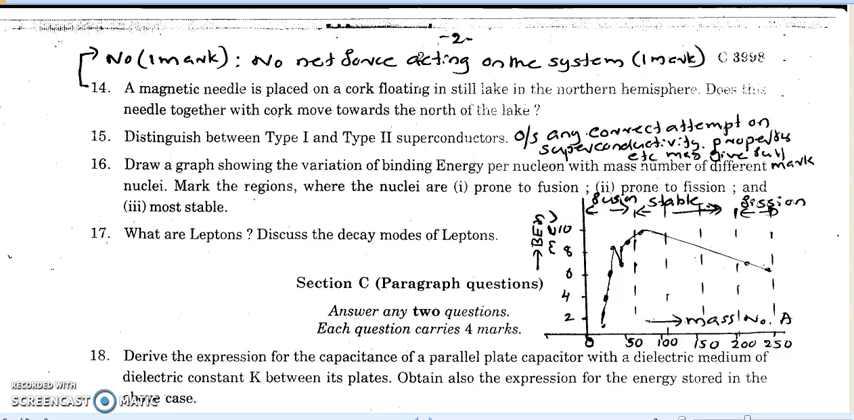 -2-
No (1mark) : No net force acting on the system (1mark) C 3998
14. A magnetic needle is placed on a cork floating in still lake in the northern hemisphere. Does this
needle together with cork move towards the north of the lake ?
15. Distinguish between Type I and Type II superconductors. o/s any correct attempt on
superconductivity. properties
etc may give full
mark
16. Draw a graph showing the variation of binding Energy per nucleon with mass number of different
nuclei. Mark the regions, where the nuclei are (i) prone to fusion ; (ii) prone to fission ; and
(iii) most stable.
fusion stable fission
17. What are Leptons ? Discuss the decay modes of Leptons.
10
8
6
4
2
→ mass No. A
0 50 100 150 200 250
Section C (Paragraph questions)
Answer any two questions.
Each question carries 4 marks.
18. Derive the expression for the capacitance of a parallel plate capacitor with a dielectric medium of
dielectric constant K between its plates. Obtain also the expression for the energy stored in the
above case.
RECORDED WITH
SCREENCAST MATIC